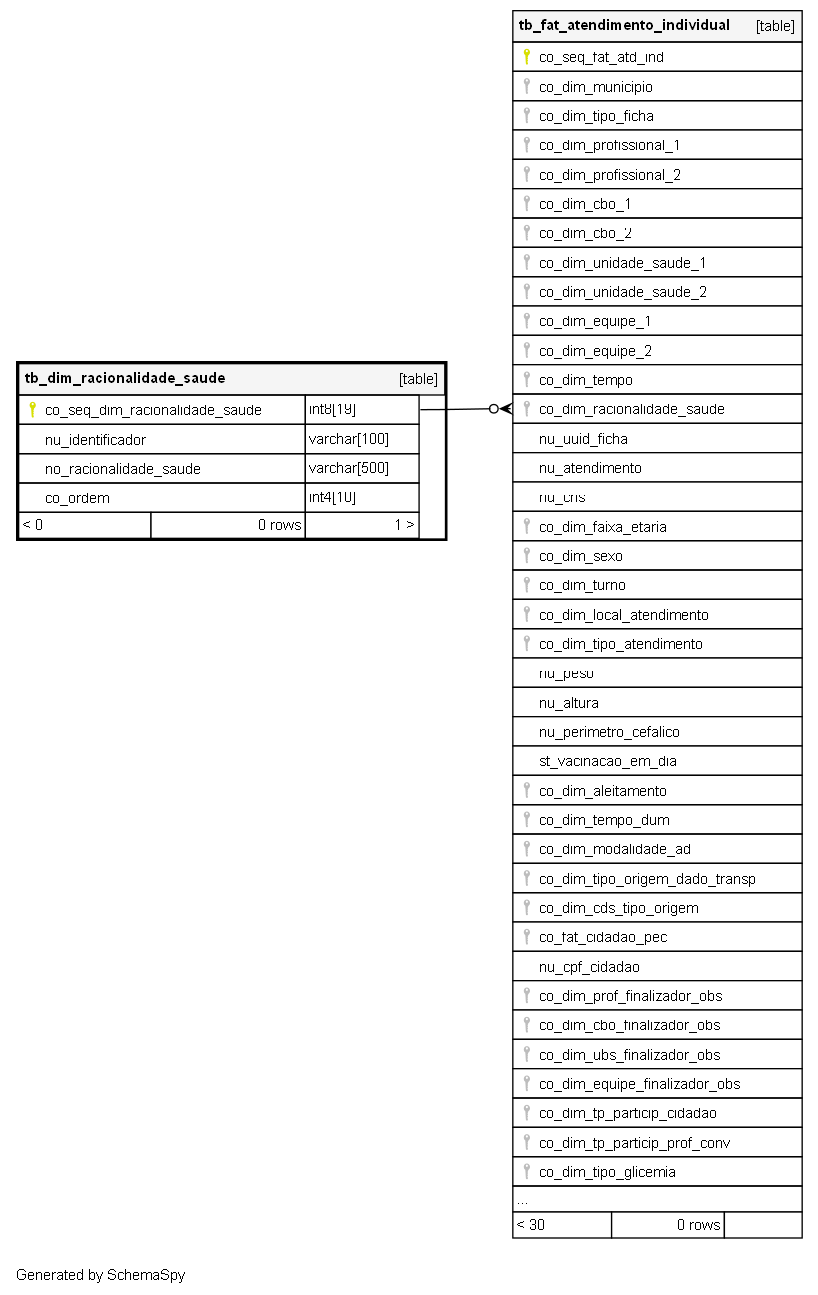 tb_fat_atendimento_individual [table]
co_seq_fat_atd_ind
co_dim_municipio
co_dim_tipo_ficha
co_dim_profissional_1
co_dim_profissional_2
co_dim_cbo_1
co_dim_cbo_2
co_dim_unidade_saude_1
co_dim_unidade_saude_2
co_dim_equipe_1
co_dim_equipe_2
co_dim_tempo
co_dim_racionalidade_saude
nu_uuid_ficha
nu_atendimento
nu_cns
co_dim_faixa_etaria
co_dim_sexo
co_dim_turno
co_dim_local_atendimento
co_dim_tipo_atendimento
nu_peso
nu_altura
nu_perimetro_cefalico
st_vacinacao_em_dia
co_dim_aleitamento
co_dim_tempo_dum
co_dim_modalidade_ad
co_dim_tipo_origem_dado_transp
co_dim_cds_tipo_origem
co_fat_cidadao_pec
nu_cpf_cidadao
co_dim_prof_finalizador_obs
co_dim_cbo_finalizador_obs
co_dim_ubs_finalizador_obs
co_dim_equipe_finalizador_obs
co_dim_tp_particip_cidadao
co_dim_tp_particip_prof_conv
co_dim_tipo_glicemia
...
< 30 0 rows
tb_dim_racionalidade_saude [table]
co_seq_dim_racionalidade_saude int8[19]
nu_identificador varchar[100]
no_racionalidade_saude varchar[500]
co_ordem int4[10]
< 0 0 rows 1 >
Generated by SchemaSpy